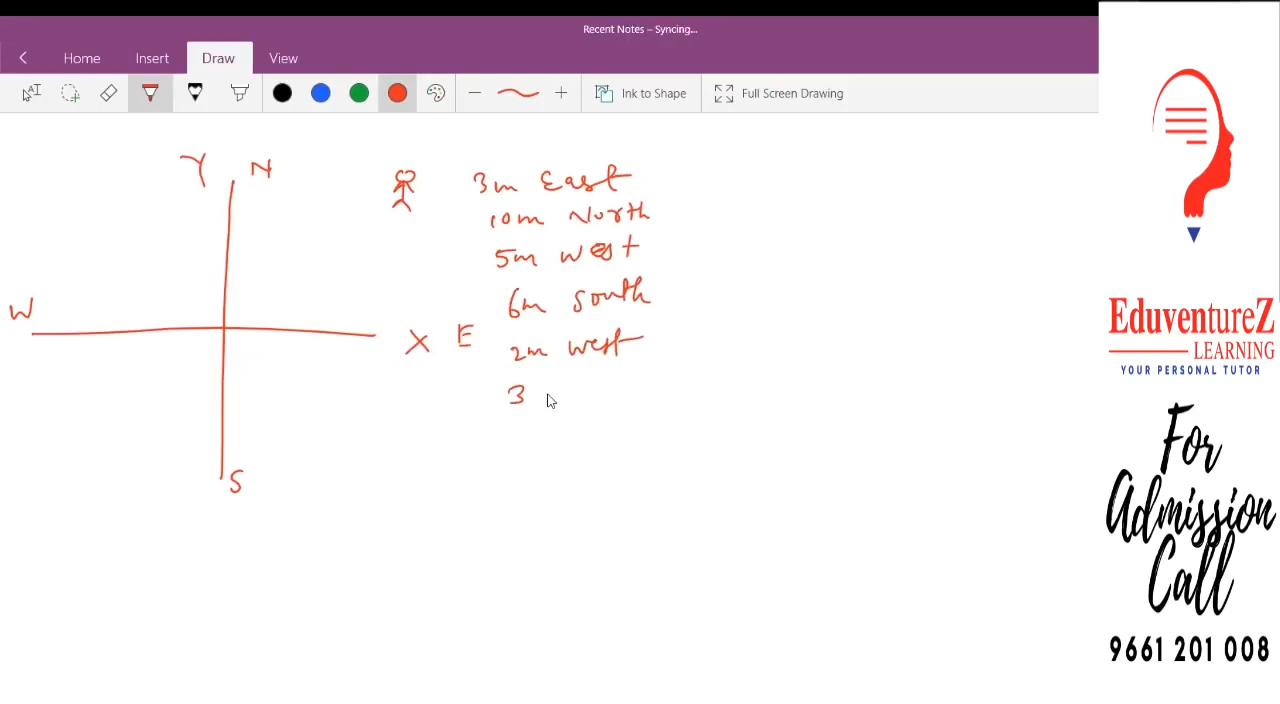 Recent Notes – Syncing...
Home Insert Draw View
Ink to Shape Full Screen Drawing
Y N
3m East
10m North
5m west
6m south
2m west
3
W
X E
S
EduventureZ
LEARNING
YOUR PERSONAL TUTOR
For
Admission
Call
9661 201 008